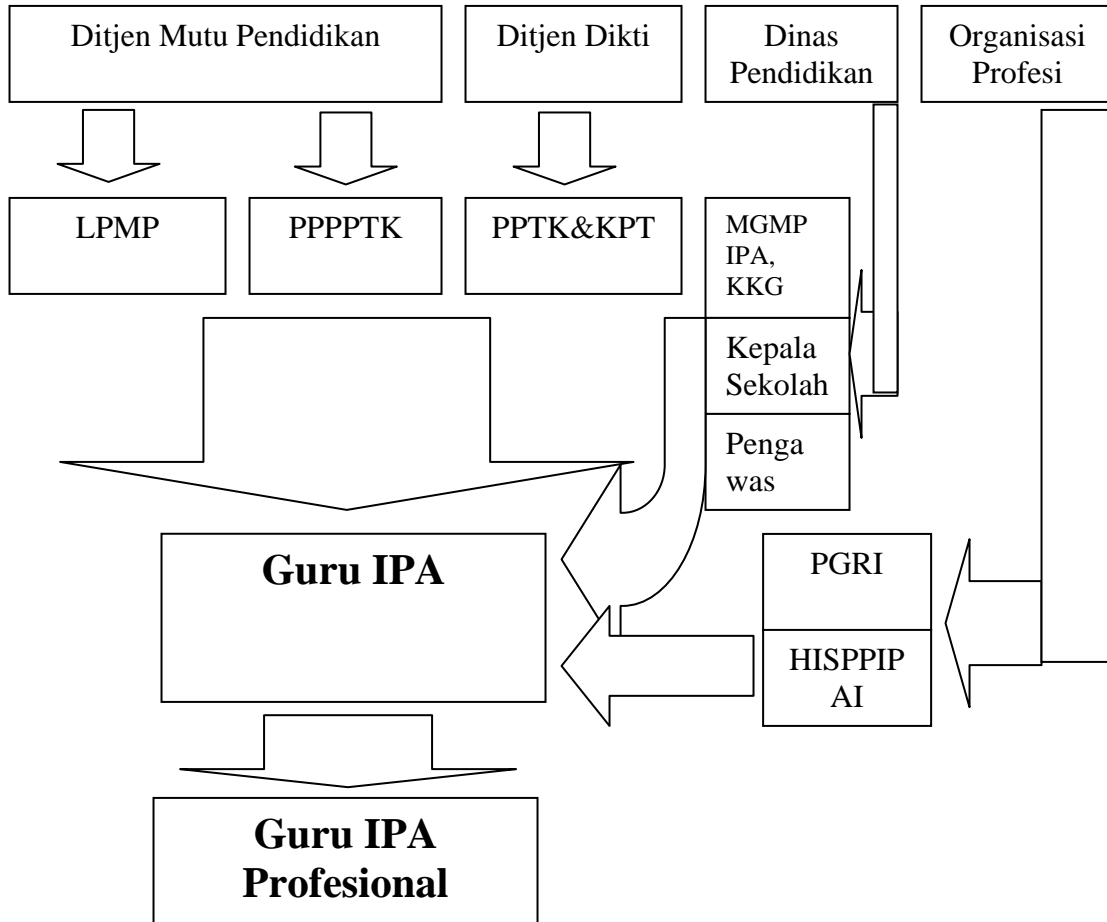 Ditjen Mutu Pendidikan
Ditjen Dikti
Dinas
Pendidikan
Organisasi
Profesi
LPMP
PPPPTK
PPTK&KPT
MGMP
IPA,
KKG
Kepala
Sekolah
Penga
was
Guru IPA
PGRI
HISPPIP
AI
Guru IPA
Profesional